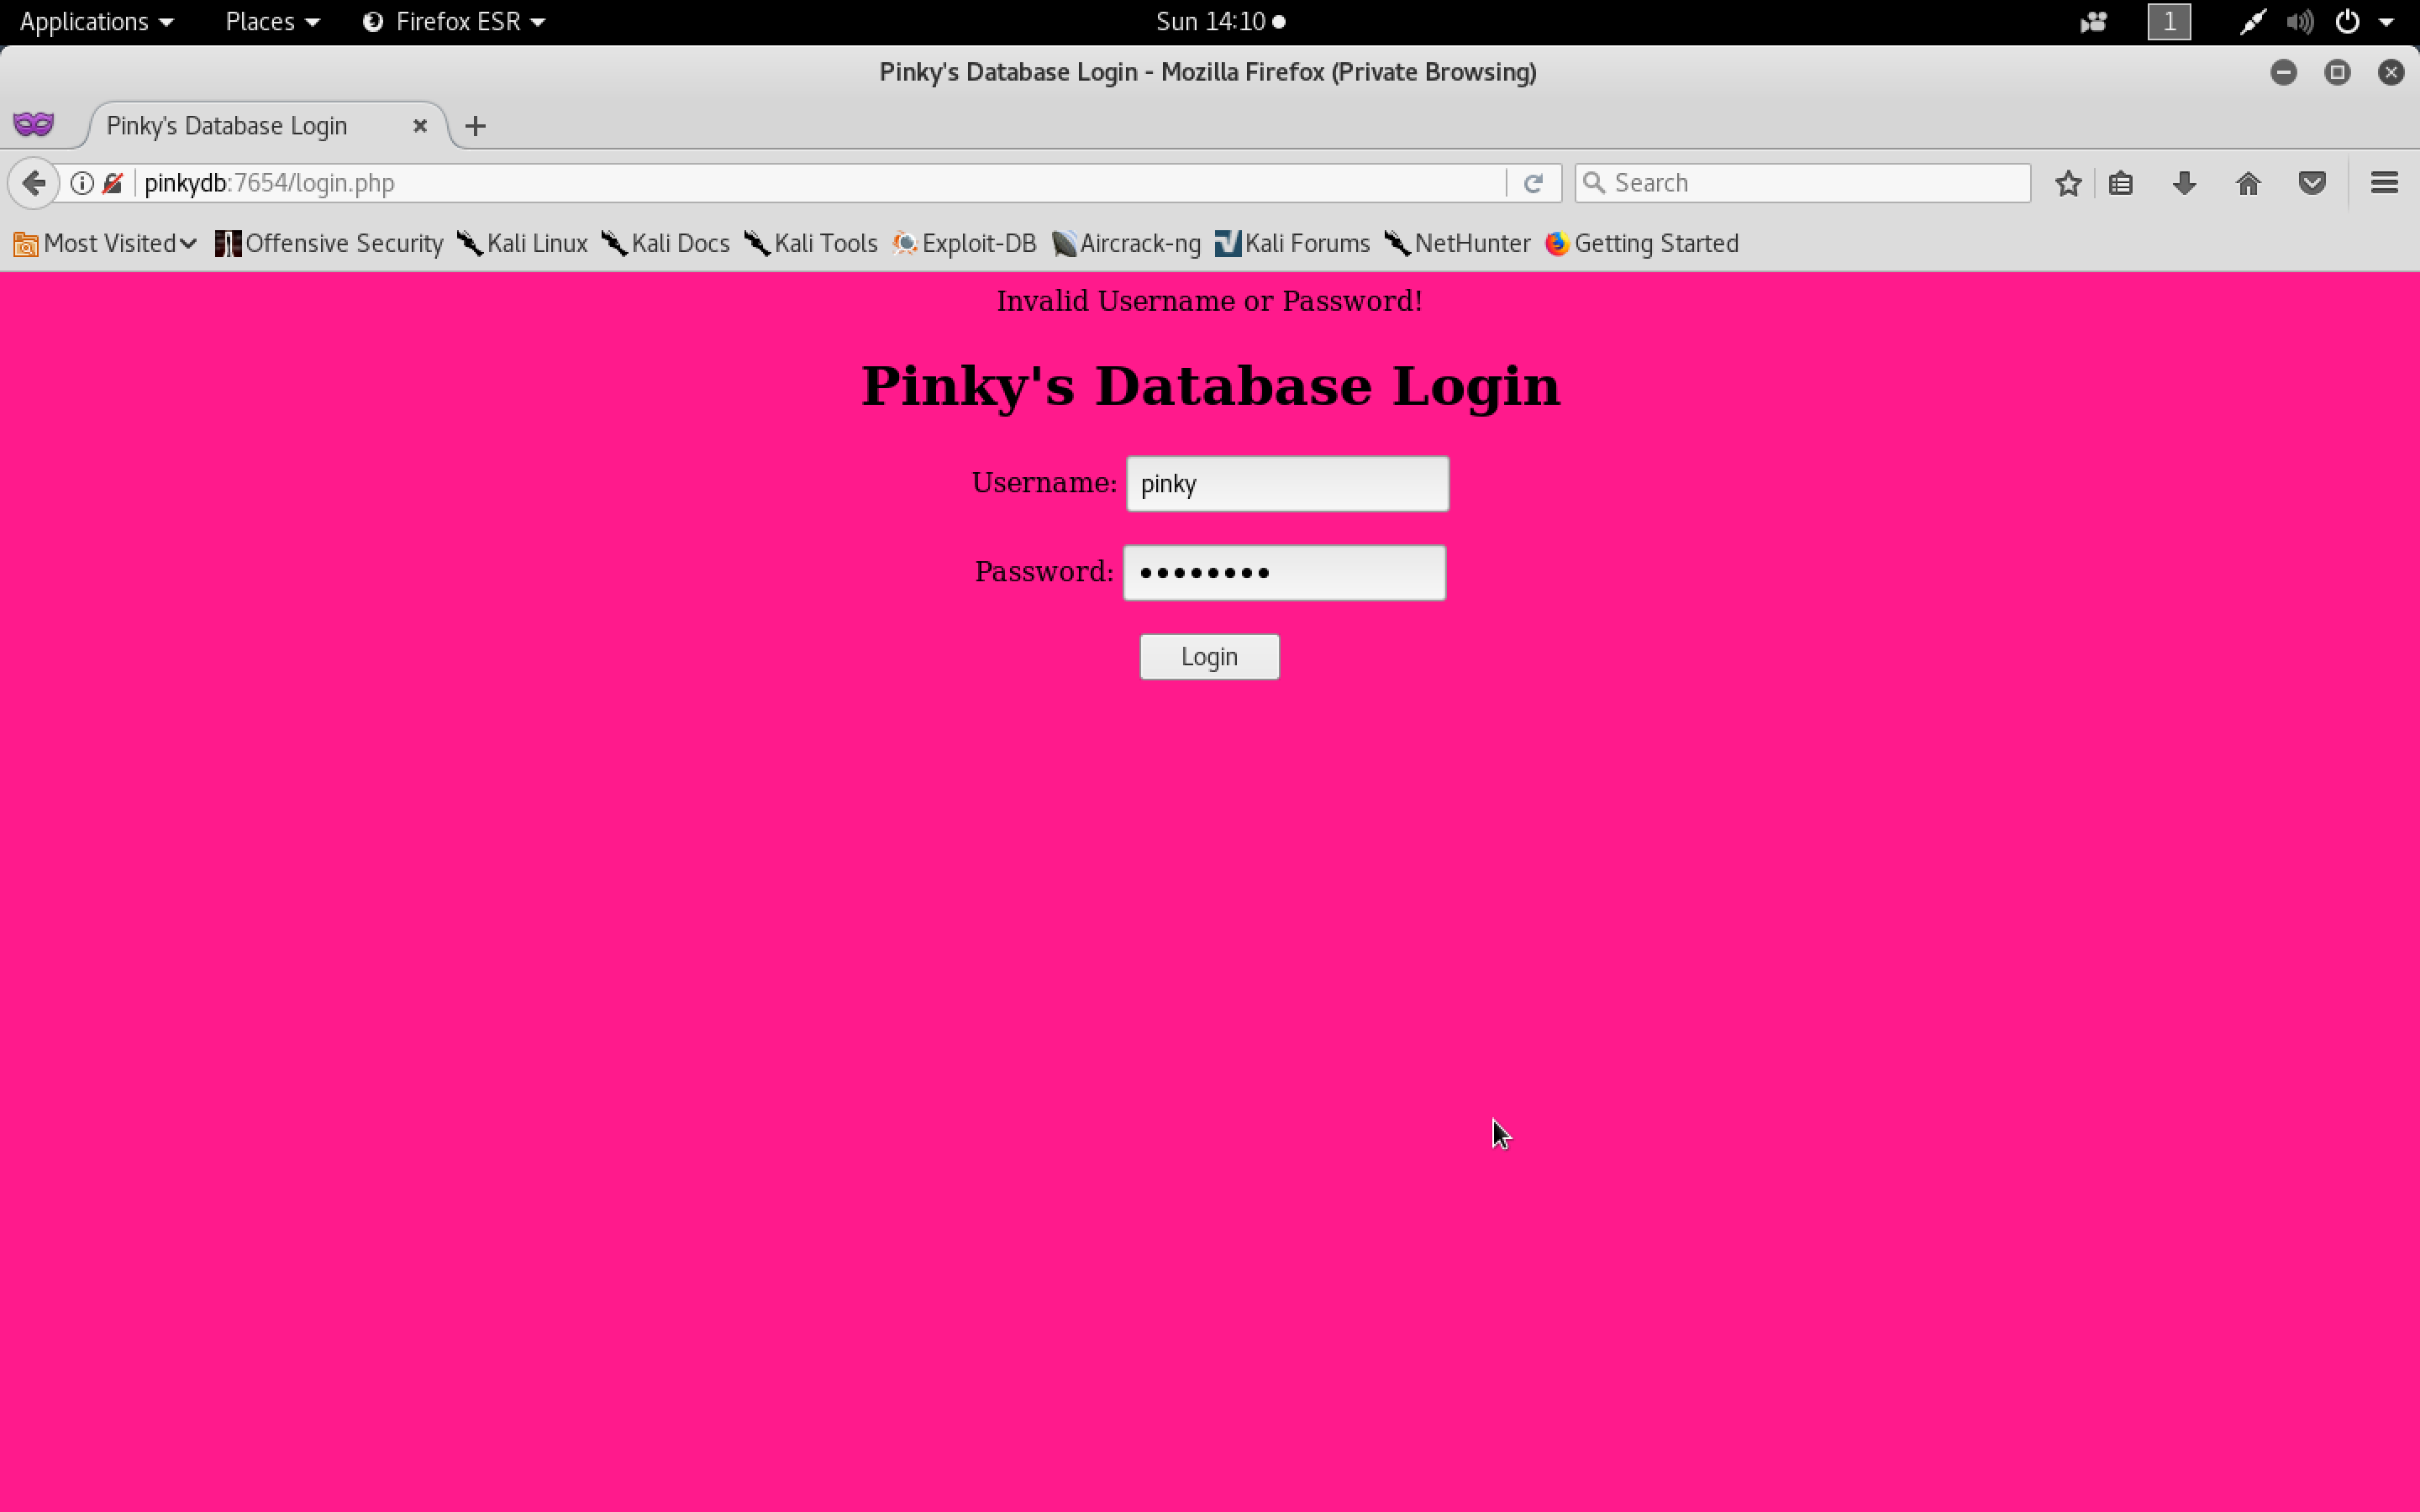 Applications Places Firefox ESR Sun 14:10 1
Pinky's Database Login - Mozilla Firefox (Private Browsing)
Pinky's Database Login
pinkydb:7654/login.php Search
Most Visited Offensive Security Kali Linux Kali Docs Kali Tools Exploit-DB Aircrack-ng Kali Forums NetHunter Getting Started
Invalid Username or Password!
Pinky's Database Login
Username: pinky
Password: ••••••••
Login